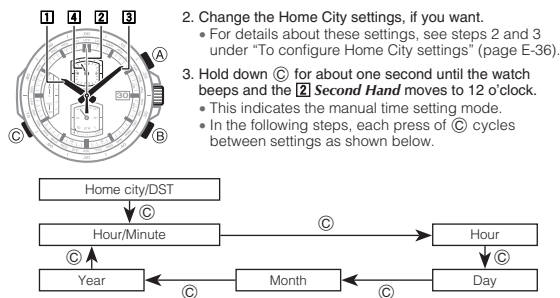 1 4 2 3
2. Change the Home City settings, if you want.
• For details about these settings, see steps 2 and 3
under "To configure Home City settings" (page E-36).
3. Hold down Ⓒ for about one second until the watch
beeps and the 2 Second Hand moves to 12 o'clock.
• This indicates the manual time setting mode.
• In the following steps, each press of Ⓒ cycles
between settings as shown below.
Ⓐ
30
Ⓒ
Ⓑ
Home city/DST
Ⓒ
Ⓒ
Hour/Minute
Hour
Ⓒ
Ⓒ
Year
Month
Day
Ⓒ
Ⓒ